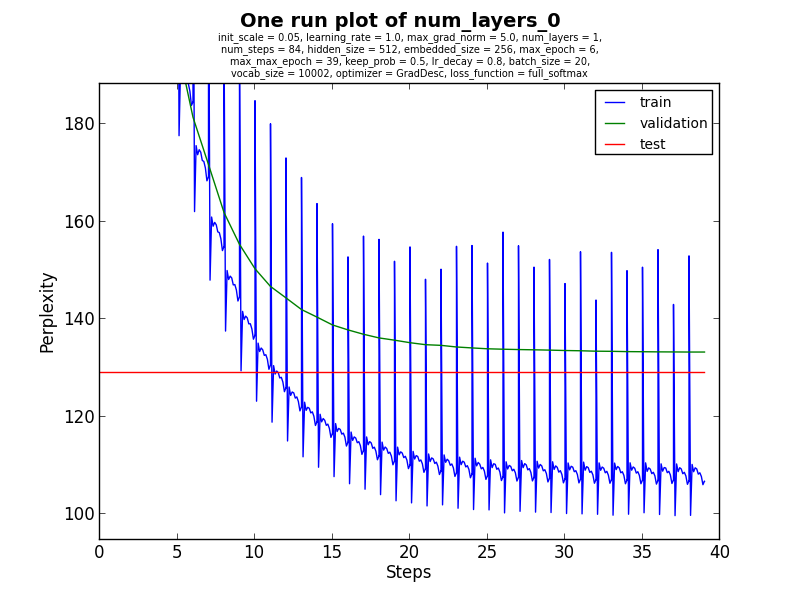 One run plot of num_layers_0
init_scale = 0.05, learning_rate = 1.0, max_grad_norm = 5.0, num_layers = 1,
num_steps = 84, hidden_size = 512, embedded_size = 256, max_epoch = 6,
max_max_epoch = 39, keep_prob = 0.5, lr_decay = 0.8, batch_size = 20,
vocab_size = 10002, optimizer = GradDesc, loss_function = full_softmax
train
validation
test
180
160
140
120
100
Perplexity
0 5 10 15 20 25 30 35 40
Steps